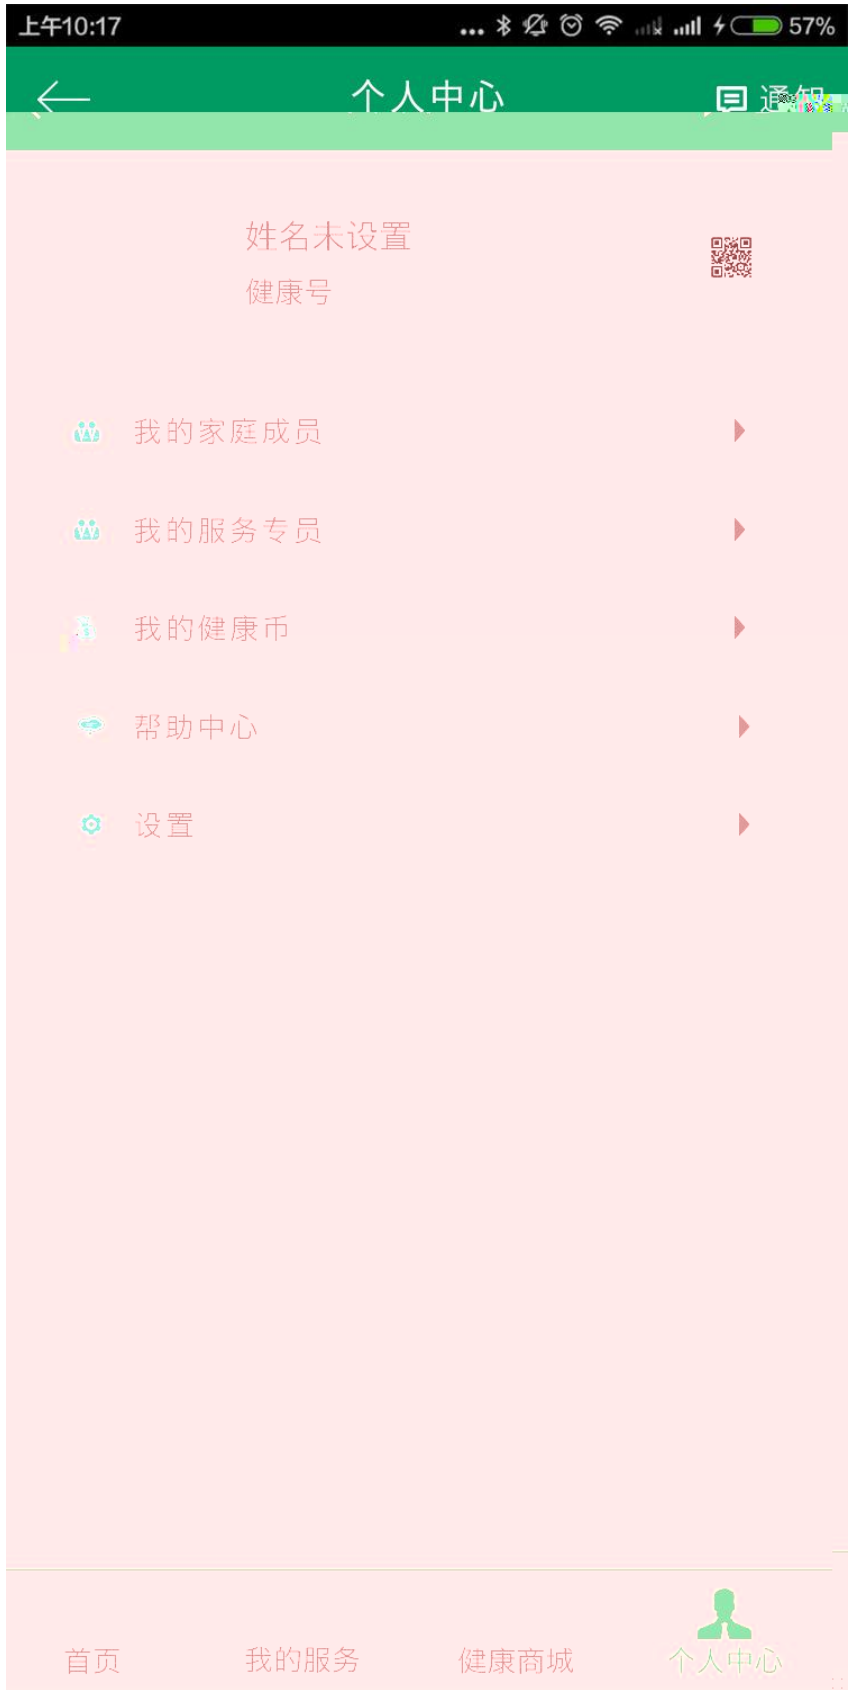 上午10:17 ... 57%
个人中心 通知
姓名未设置
健康号
我的家庭成员
我的服务专员
我的健康币
帮助中心
设置
首页 我的服务 健康商城 个人中心